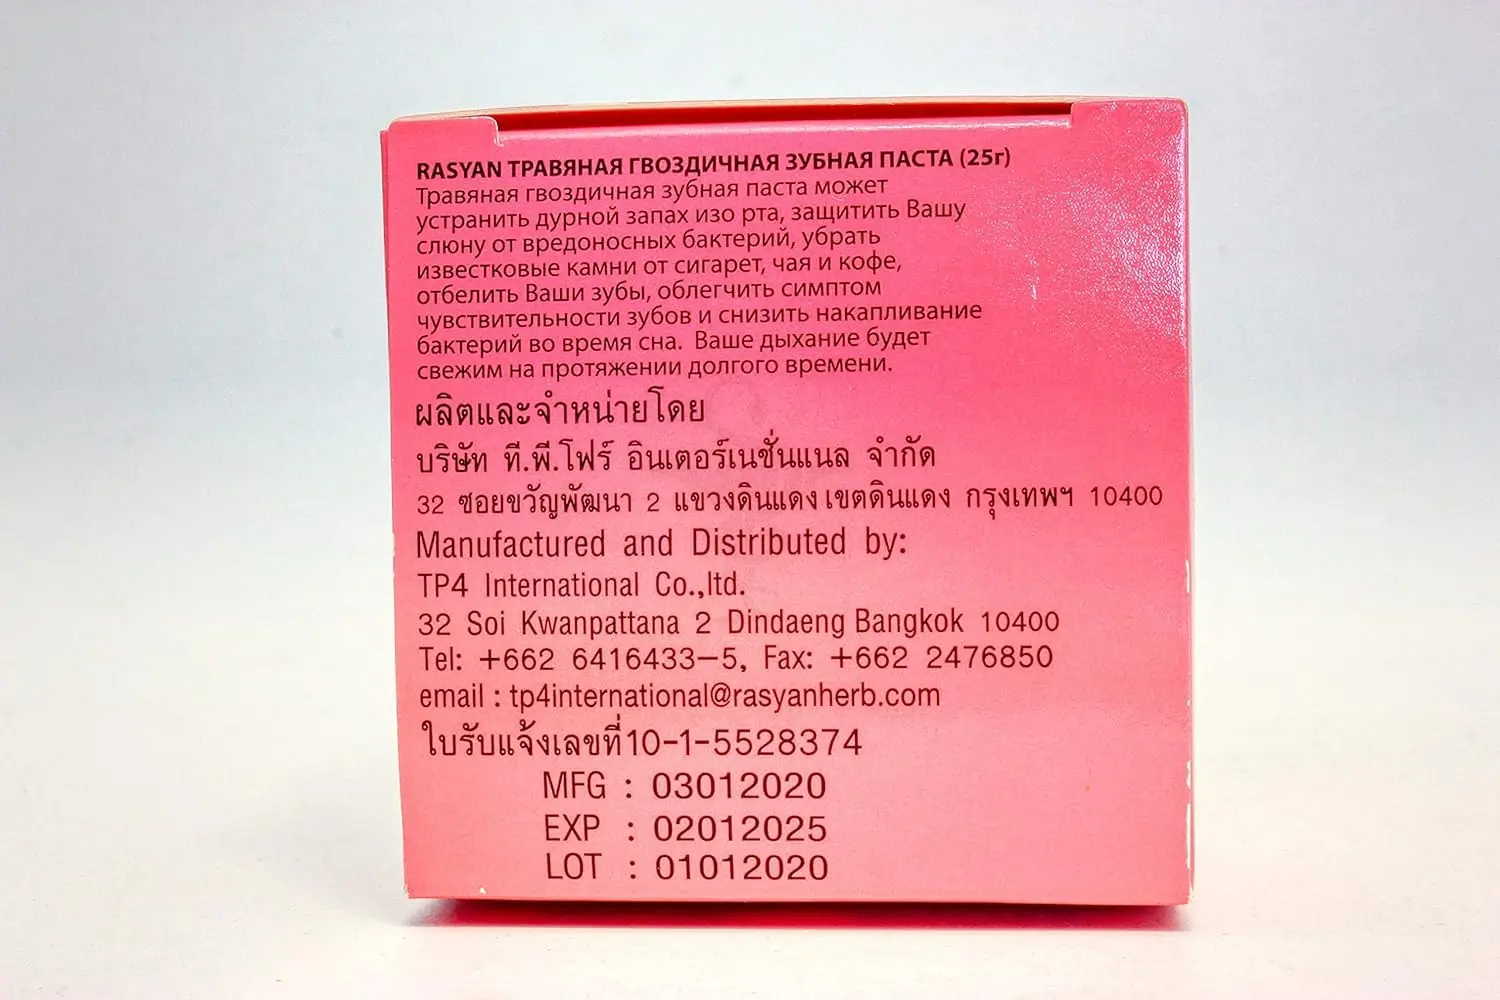 RASYAN ТРАВЯНАЯ ГВОЗДИЧНАЯ ЗУБНАЯ ПАСТА (25г)
Травяная гвоздичная зубная паста может
устранить дурной запах изо рта, защитить Вашу
слюну от вредоносных бактерий, убрать
известковые камни от сигарет, чая и кофе,
отбелить Ваши зубы, облегчить симптом
чувствительности зубов и снизить накапливание
бактерий во время сна. Ваше дыхание будет
свежим на протяжении долгого времени.
ผลิตและจำหน่ายโดย
บริษัท ที.พี.โฟร์ อินเตอร์เนชั่นแนล จำกัด
32 ซอยขวัญพัฒนา 2 แขวงดินแดง เขตดินแดง กรุงเทพฯ 10400
Manufactured and Distributed by:
TP4 International Co.,ltd.
32 Soi Kwanpattana 2 Dindaeng Bangkok 10400
Tel: +662 6416433-5, Fax: +662 2476850
email : tp4international@rasyanherb.com
ใบรับแจ้งเลขที่10-1-5528374
MFG : 03012020
EXP : 02012025
LOT : 01012020